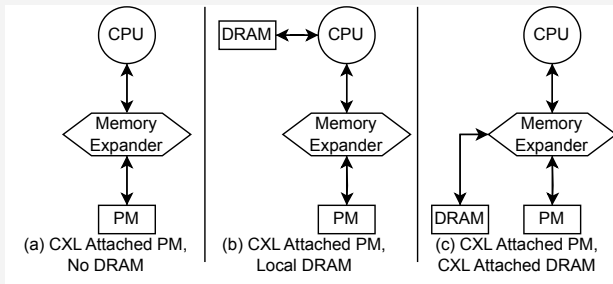 CPU
Memory
Expander
PM
(a) CXL Attached PM,
No DRAM
DRAM
CPU
Memory
Expander
PM
(b) CXL Attached PM,
Local DRAM
CPU
Memory
Expander
DRAM
PM
(c) CXL Attached PM,
CXL Attached DRAM